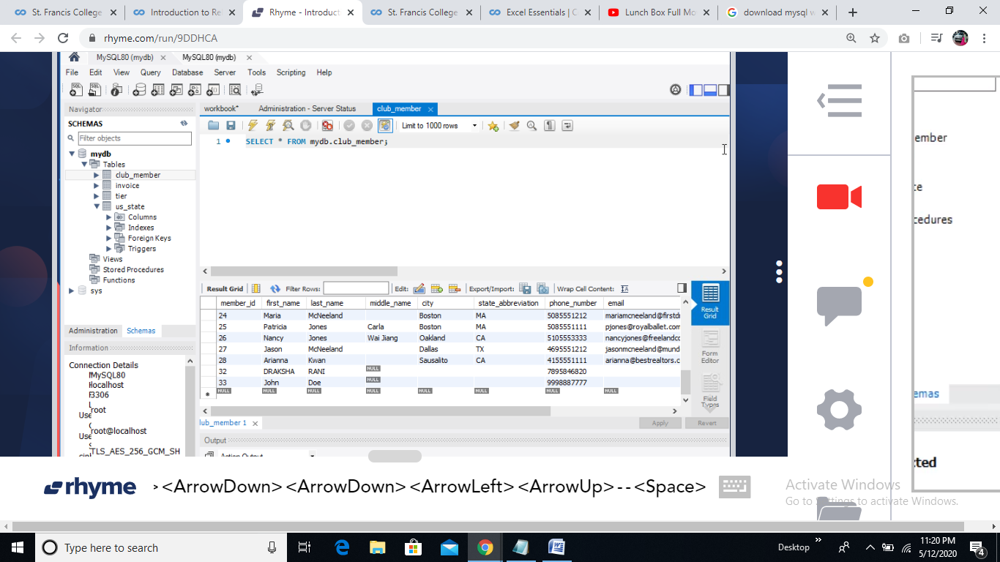 St. Francis College
Introduction to Re
Rhyme - Introduct
St. Francis College
Excel Essentials | C
Lunch Box Full Mo
download mysql w
rhyme.com/run/9DDHCA
MySQL80 (mydb)
MySQL80 (mydb)
File Edit View Query Database Server Tools Scripting Help
Navigator
SCHEMAS
Filter objects
mydb
Tables
club_member
invoice
tier
us_state
Columns
Indexes
Foreign Keys
Triggers
Views
Stored Procedures
Functions
sys
Administration Schemas
Information
Connection Details
MySQL80
localhost
3306
root
root@localhost
TLS_AES_256_GCM_SH
workbook* Administration - Server Status club_member
Limit to 1000 rows
1 SELECT * FROM mydb.club_member;
Result Grid Filter Rows: Edit: Export/Import: Wrap Cell Content:
member_id first_name last_name middle_name city state_abbreviation phone_number email
24 Maria McNeeland Boston MA 5085551212 mariamcneeland@firstd
25 Patricia Jones Carla Boston MA 5085551111 pjones@royalballet.com
26 Nancy Jones Wai Jiang Oakland CA 5105553333 nancyjones@freelandc
27 Jason McNeeland Dallas TX 4695551212 jasonmcneeland@mund
28 Arianna Kwan Sausalito CA 4155551111 arianna@bestrealtors.c
32 DRAKSHA RANI NULL 7895846820
33 John Doe NULL 9998887777
NULL NULL NULL NULL NULL NULL NULL NULL
Result Grid
Form Editor
Field Types
lub_member 1
Apply Revert
Output
Action Output
ember
te
cedures
emas
cted
rhyme
><ArrowDown><ArrowDown><ArrowLeft><ArrowUp>--<Space>
Activate Windows
Go to Settings to activate Windows.
Type here to search
Desktop
11:20 PM
5/12/2020
4